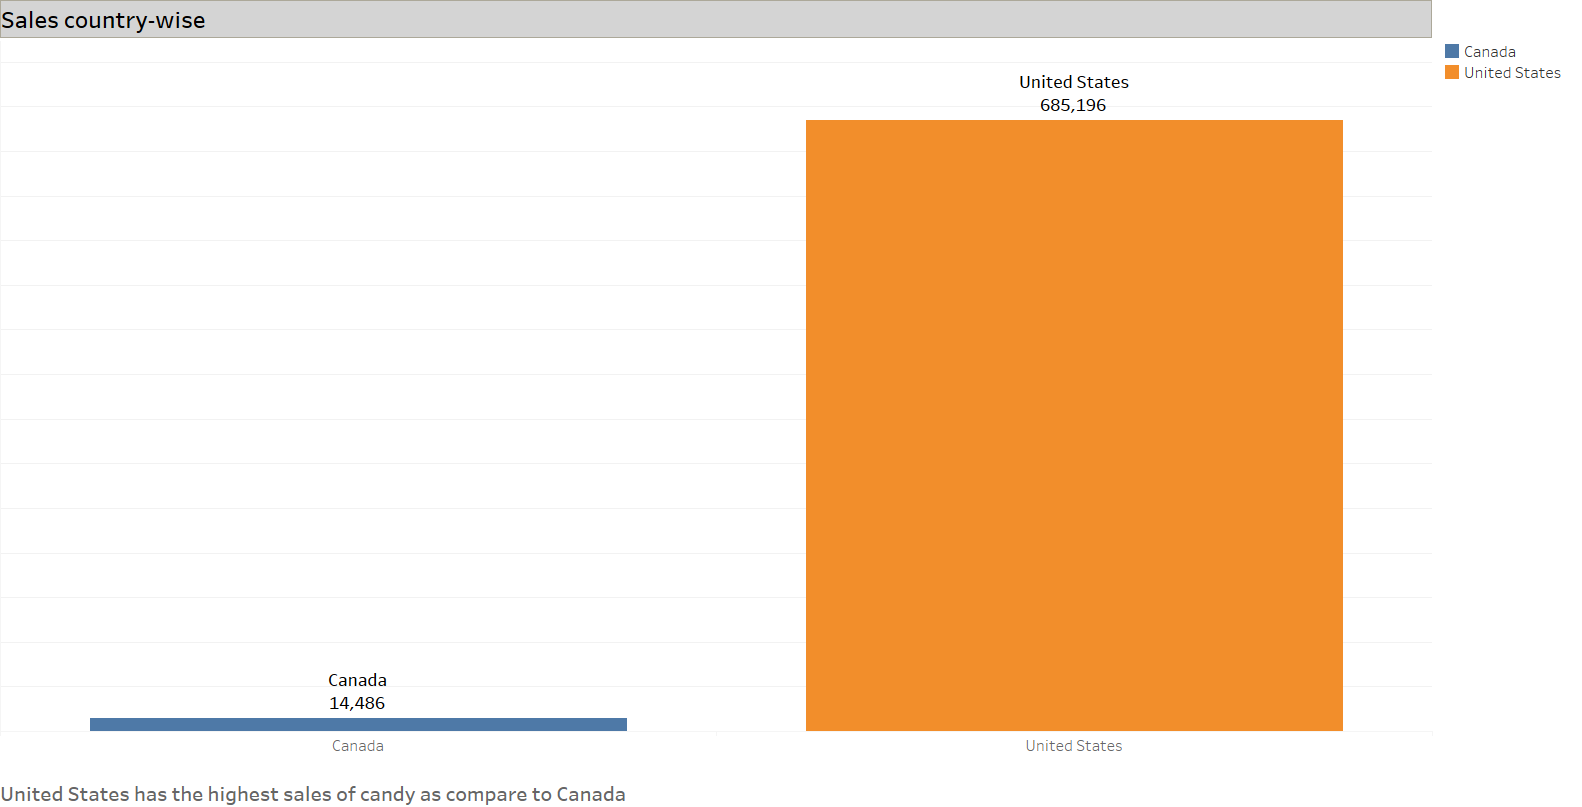 Sales country-wise
Canada
United States
United States
685,196
Canada
14,486
Canada
United States
United States has the highest sales of candy as compare to Canada